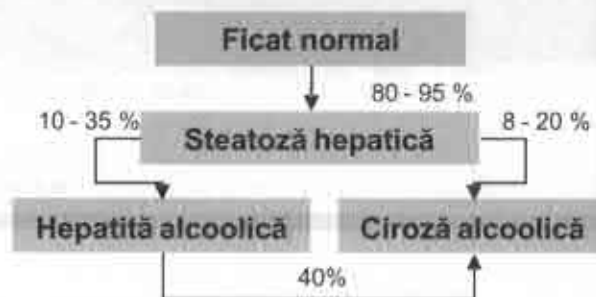 Ficat normal
80 - 95 %
10 - 35 %
8 - 20 %
Steatoză hepatică
Hepatită alcoolică
Ciroză alcoolică
40%